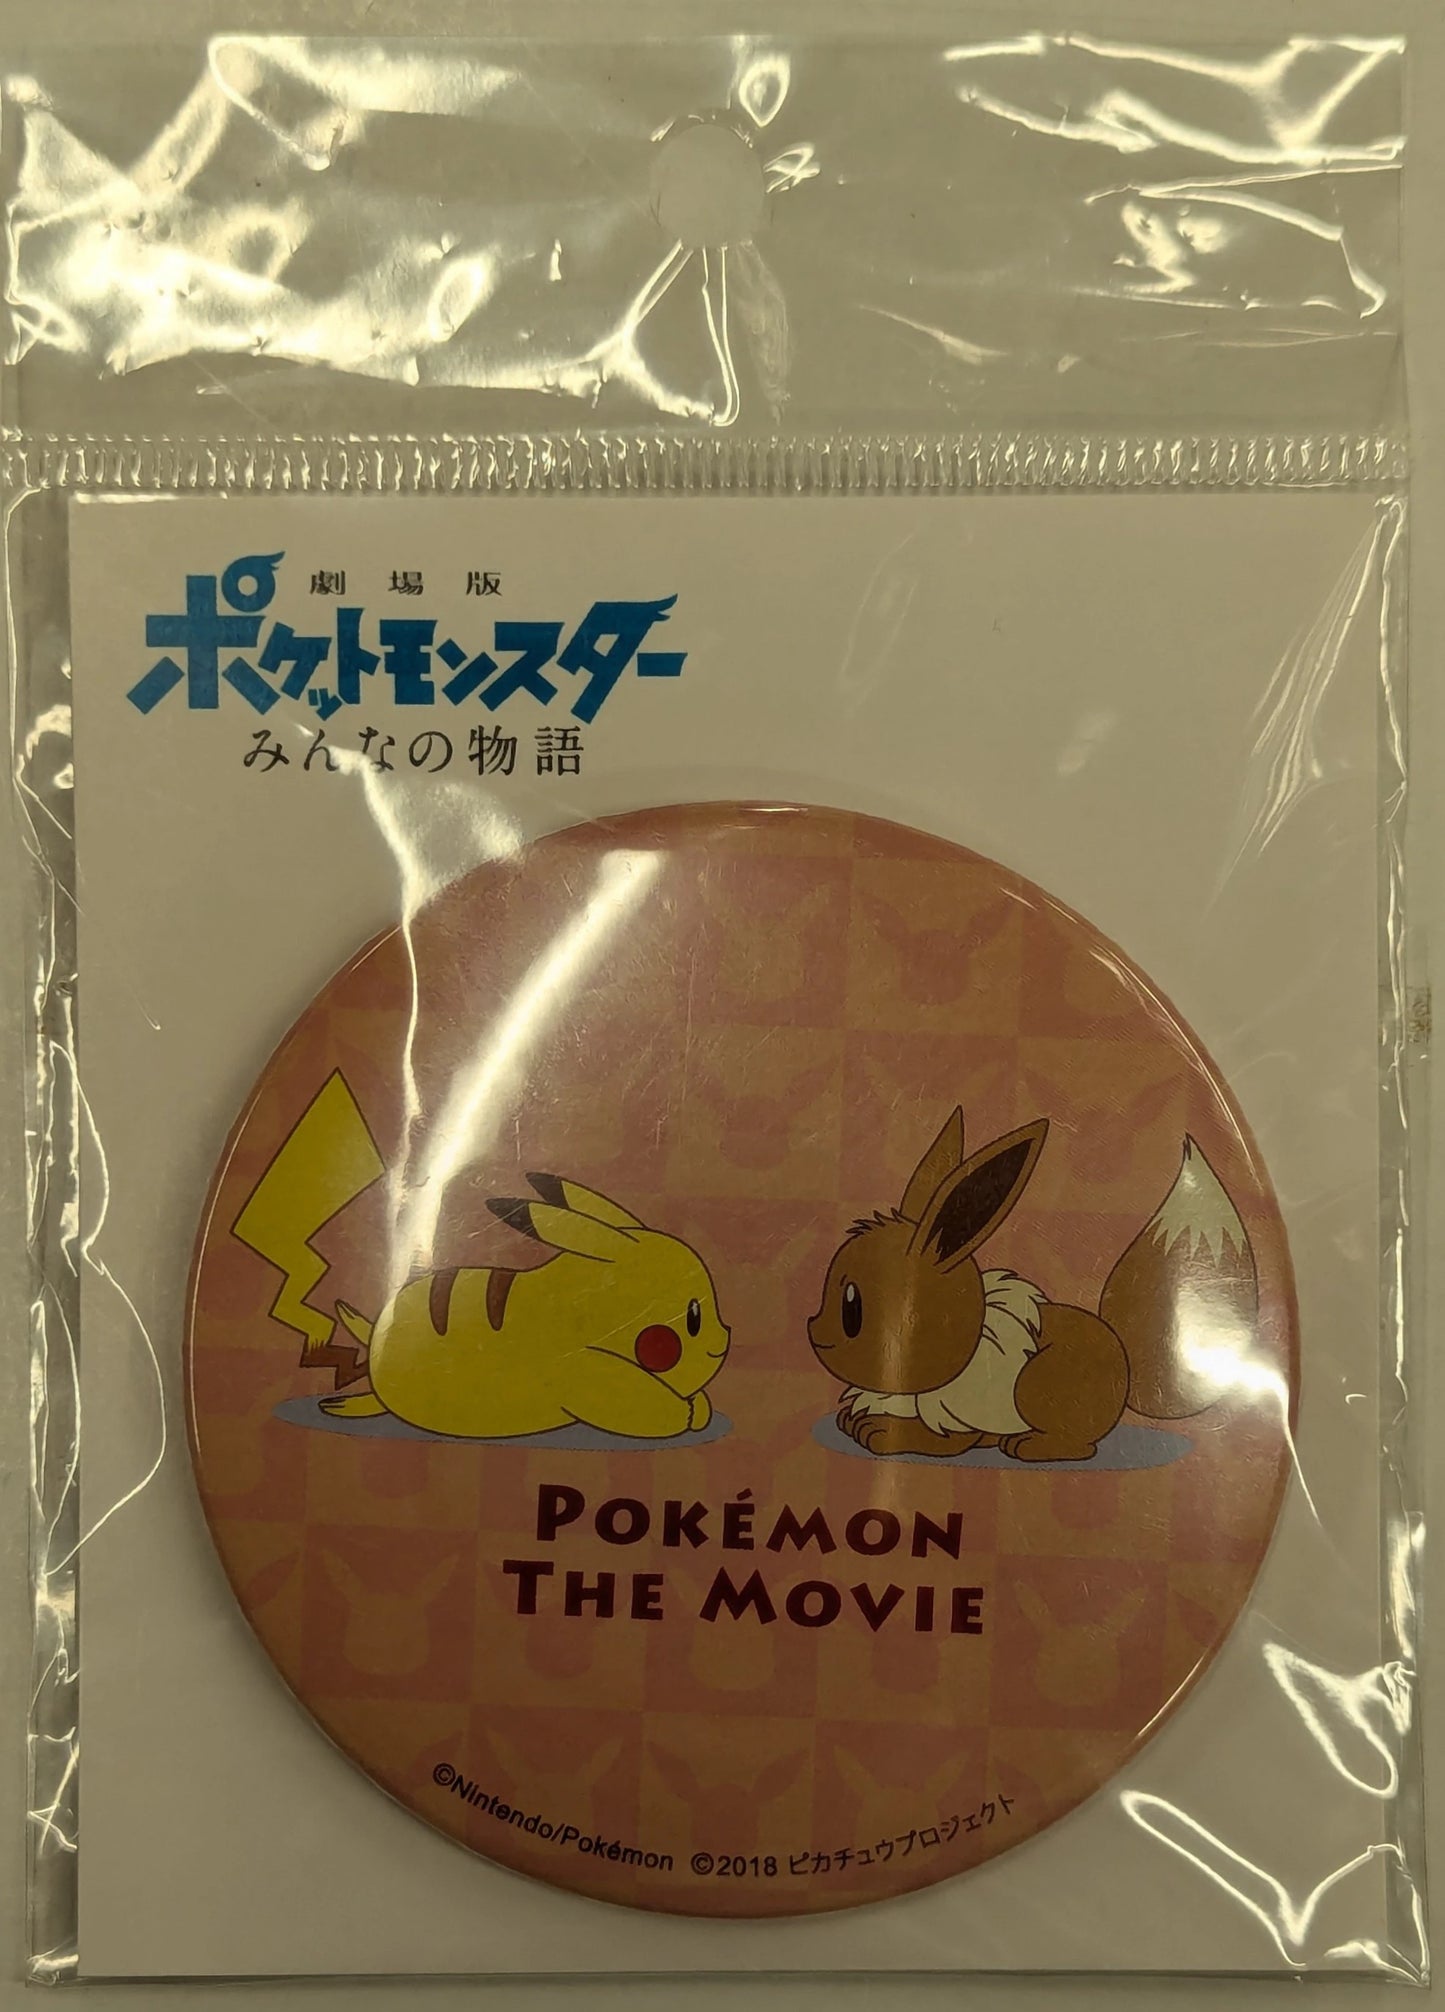 劇場版
ポケットモンスター
みんなの物語
POKÉMON
THE MOVIE
©Nintendo/Pokémon ©2018 ピカチュウプロジェクト